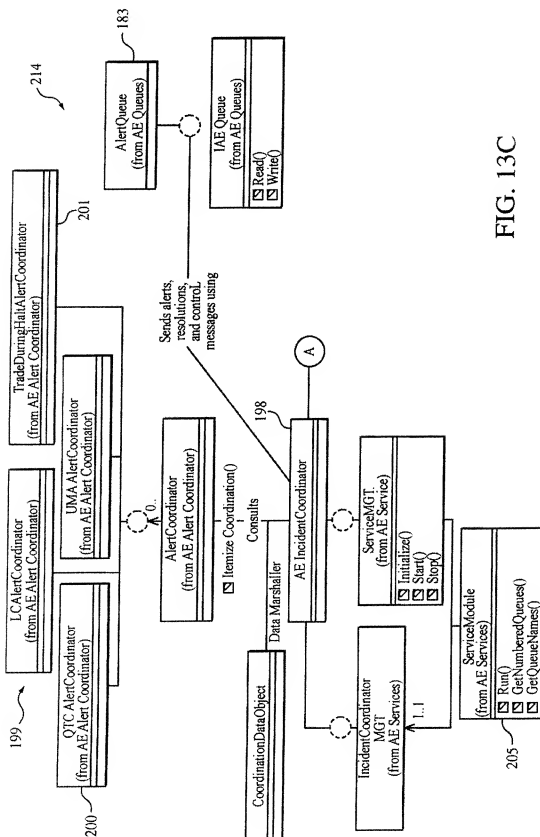 214
199
LCAlertCoordinator
(from AE Alert Coordinator)
TradeDuringHaltAlertCoordinator
(from AE Alert Coordinator)
201
QTC AlertCoordinator
(from AE Alert Coordinator)
200
UMA AlertCoordinator
(from AE Alert Coordinator)
AlertQueue
(from AE Queues)
183
0..
AlertCoordinator
(from AE Alert Coordinator)
Itemize Coordination()
Sends alerts,
resolutions,
and controL
messages using
IAE Queue
(from AE Queues)
Read()
Write()
Consults
Data Marshaller
CoordinationDataObject
AE IncidentCoordinator
198
A
IncidentCoordinator
MGT
(from AE Services)
ServiceMGT.
(from AE Service)
Initialize()
Start()
Stop()
1..1
ServiceModule
(from AE Services)
Run()
GetNumberedQueues()
GetQueueNames()
205
FIG. 13C